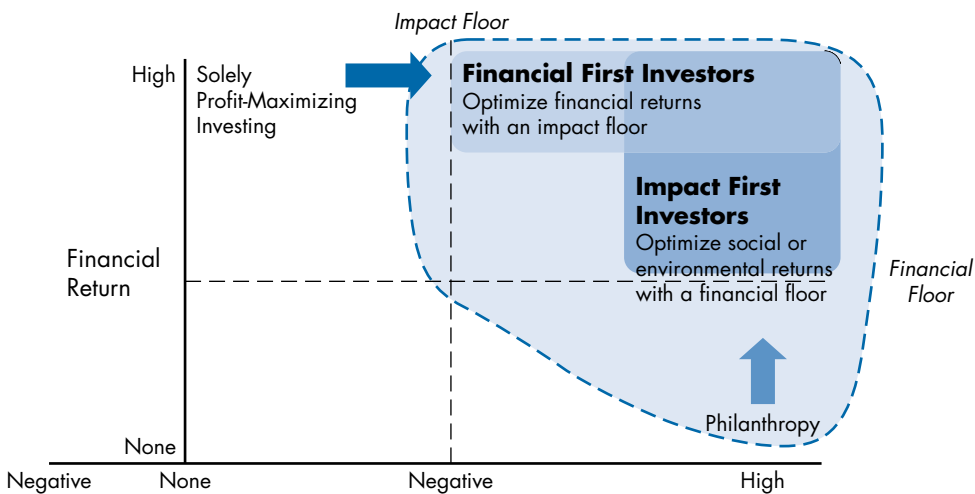 Impact Floor
High
Solely
Profit-Maximizing
Investing
Financial First Investors
Optimize financial returns
with an impact floor
Impact First
Investors
Optimize social or
environmental returns
with a financial floor
Financial
Return
Financial
Floor
Philanthropy
None
Negative
None
Negative
High